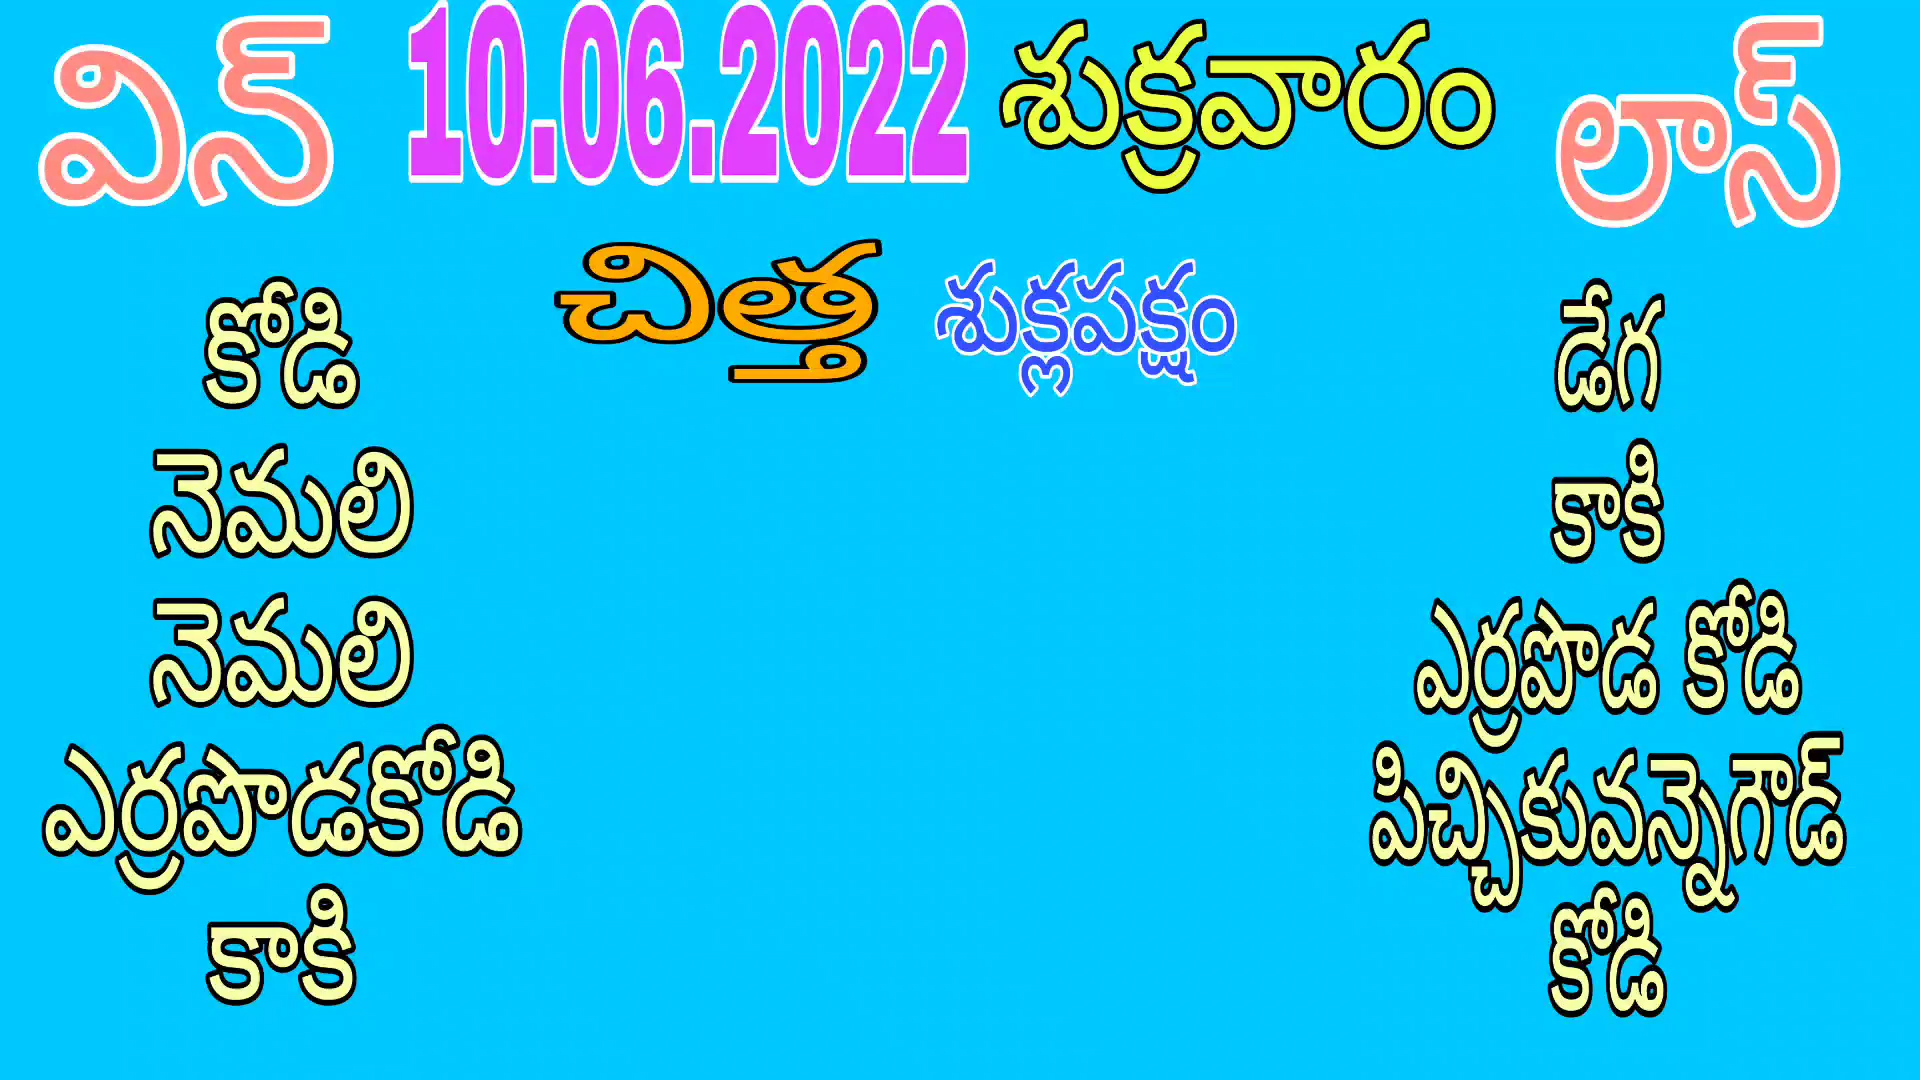 విన్ 10.06.2022 శుక్రవారం లాస్
చిత్త శుక్లపక్షం
కోడి డేగ
నెమలి కాకి
నెమలి ఎర్రపొడ కోడి
ఎర్రపొడకోడి పిచ్చికువన్నెగౌడ్
కాకి కోడి